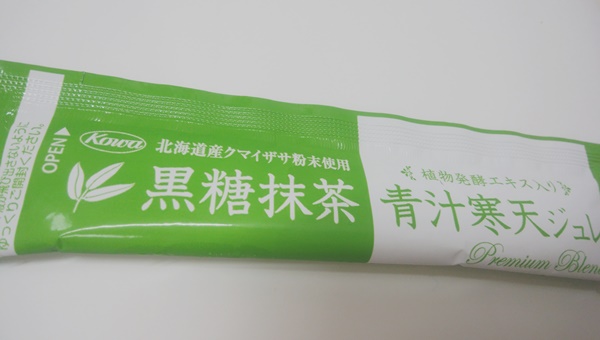 OPEN
Kowa
北海道産クマイザサ粉末使用
黒糖抹茶
植物発酵エキス入り
青汁寒天ジュレ
Premium Blend